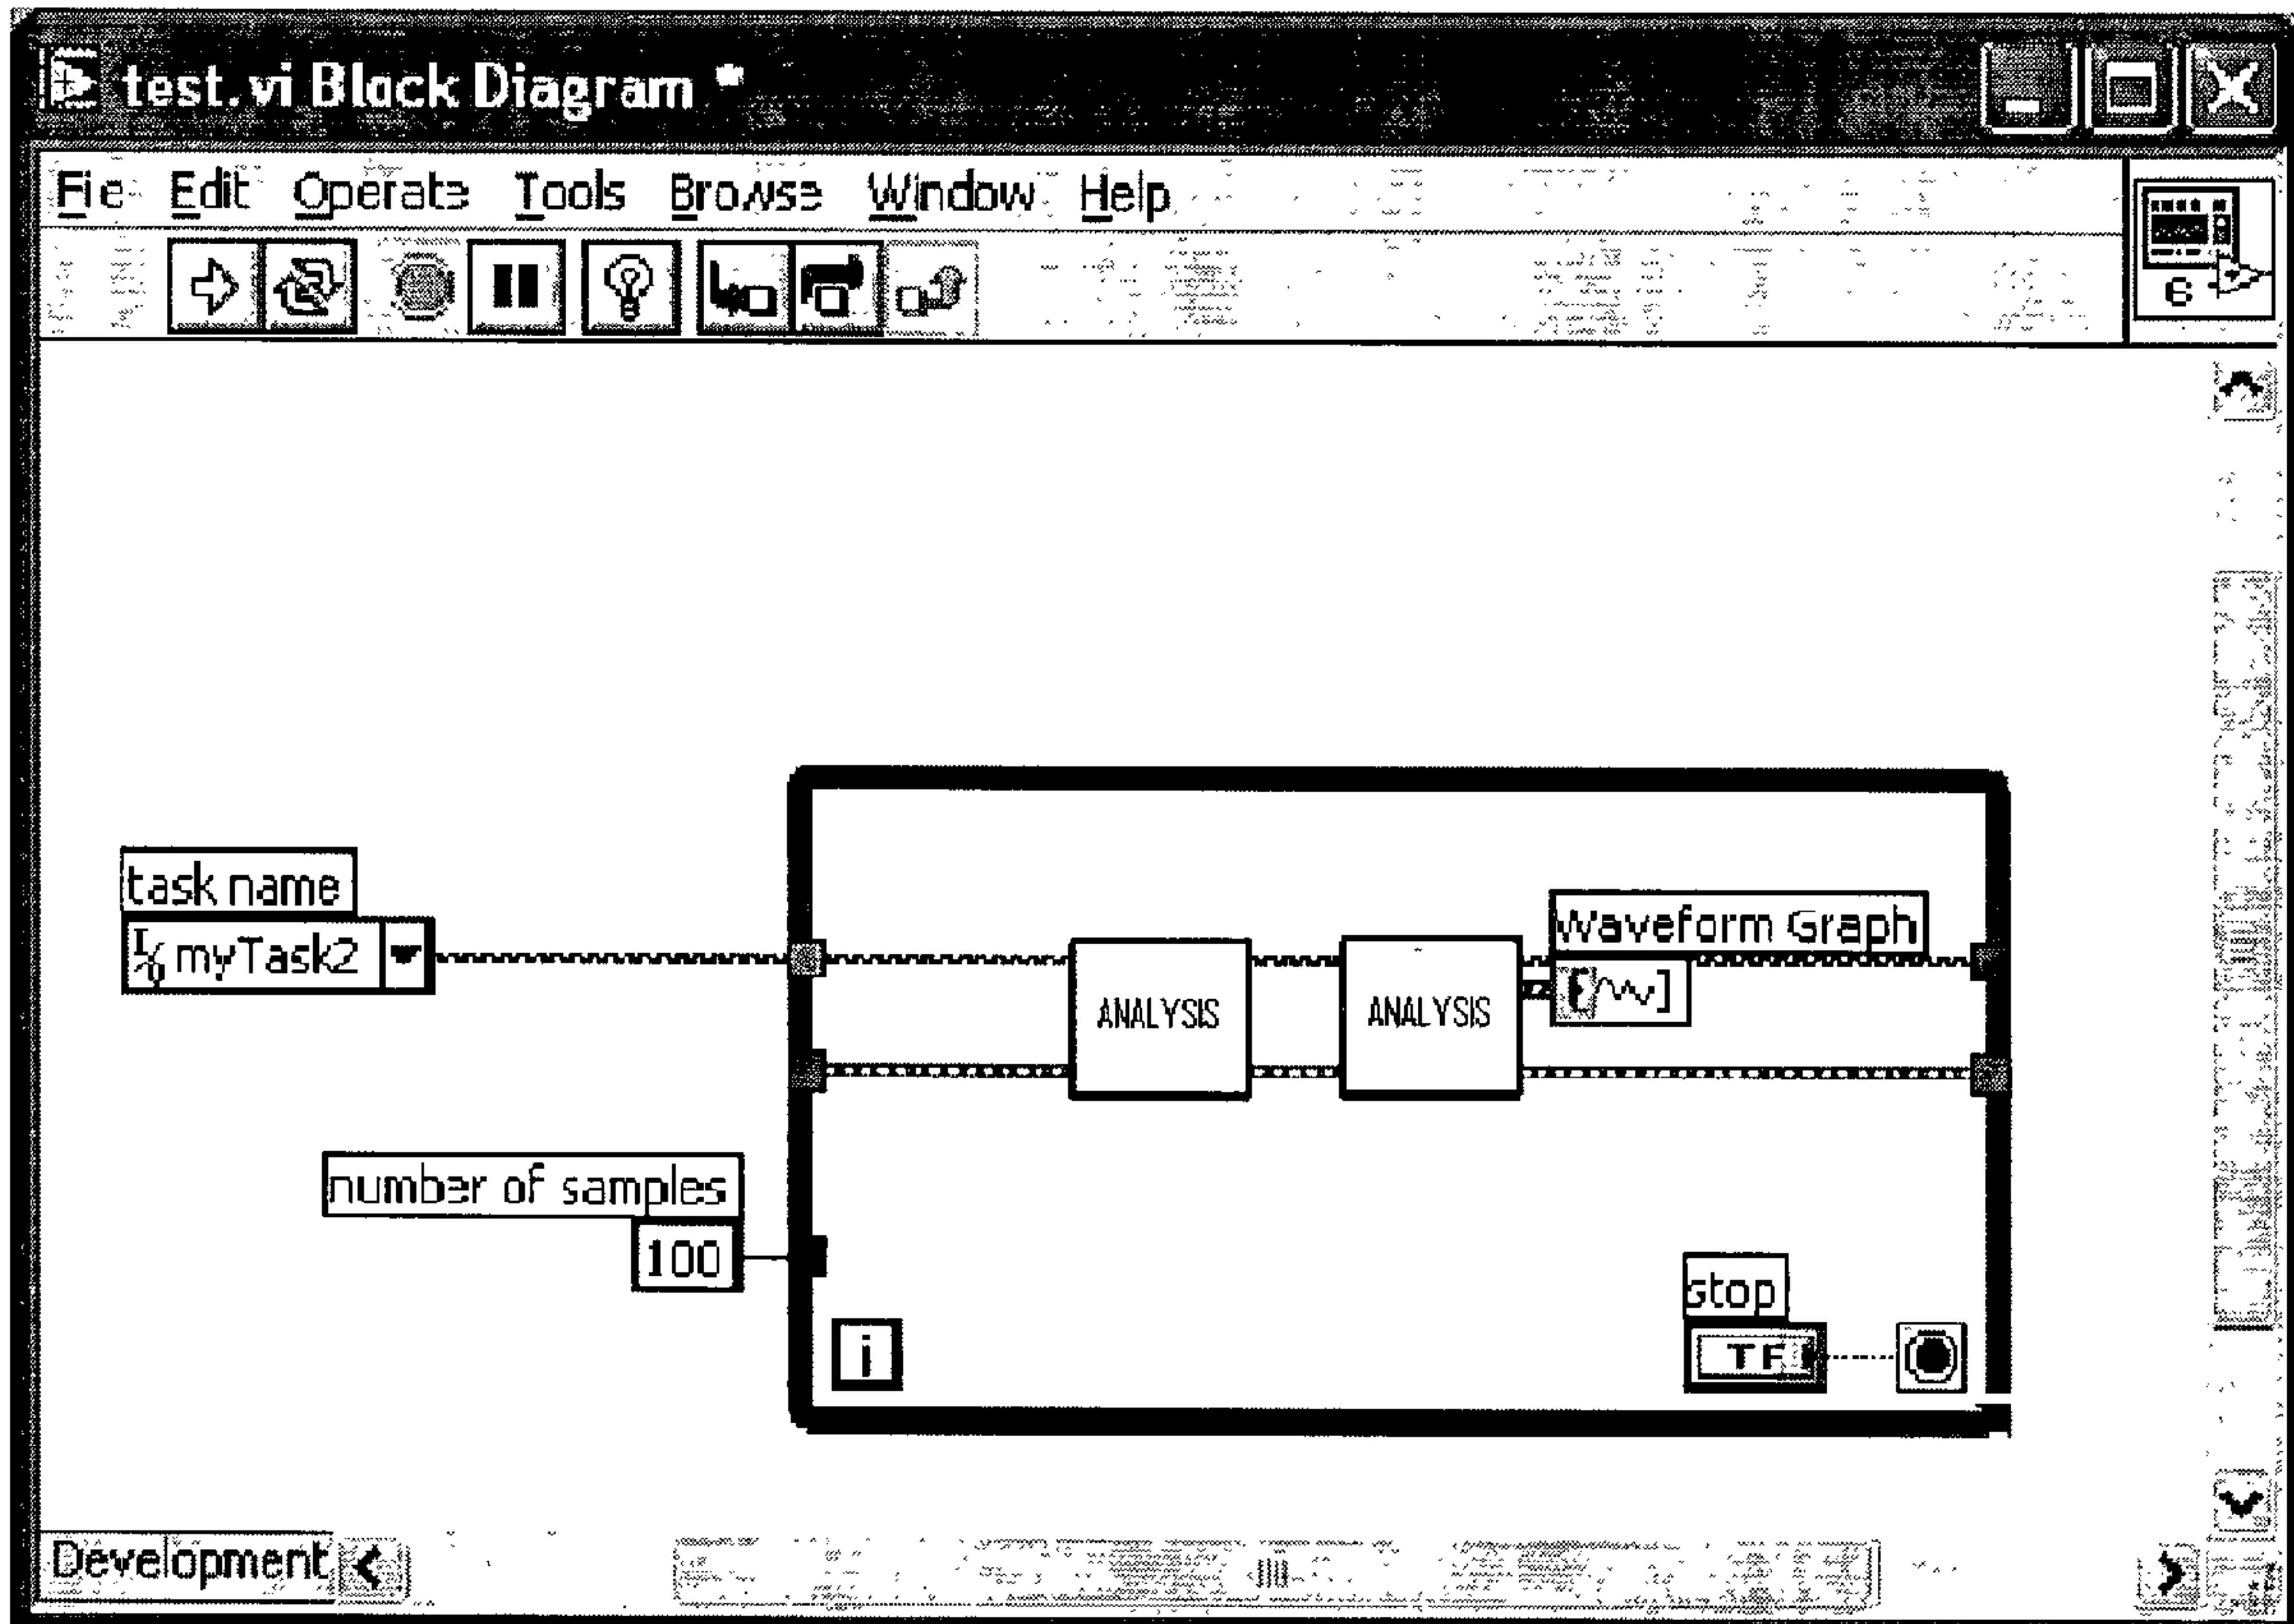 test.vi Block Diagram *
File Edit Operate Tools Browse Window Help
6
task name
I/O myTask2
Waveform Graph
ANALYSIS ANALYSIS
number of samples
100
stop
i
TF
Development